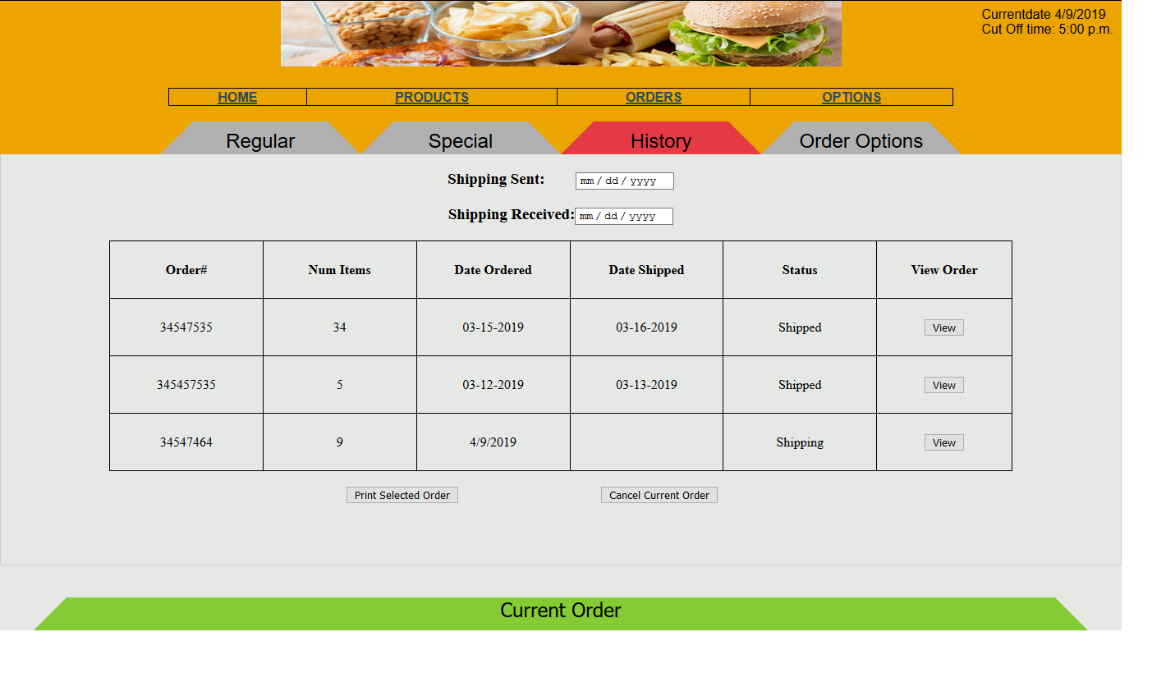 Currentdate 4/9/2019
Cut Off time: 5:00 p.m.
HOME PRODUCTS ORDERS OPTIONS
Regular Special History Order Options
Shipping Sent: mm / dd / yyyy
Shipping Received: mm / dd / yyyy
Order# Num Items Date Ordered Date Shipped Status View Order
34547535 34 03-15-2019 03-16-2019 Shipped View
345457535 5 03-12-2019 03-13-2019 Shipped View
34547464 9 4/9/2019 Shipping View
Print Selected Order Cancel Current Order
Current Order